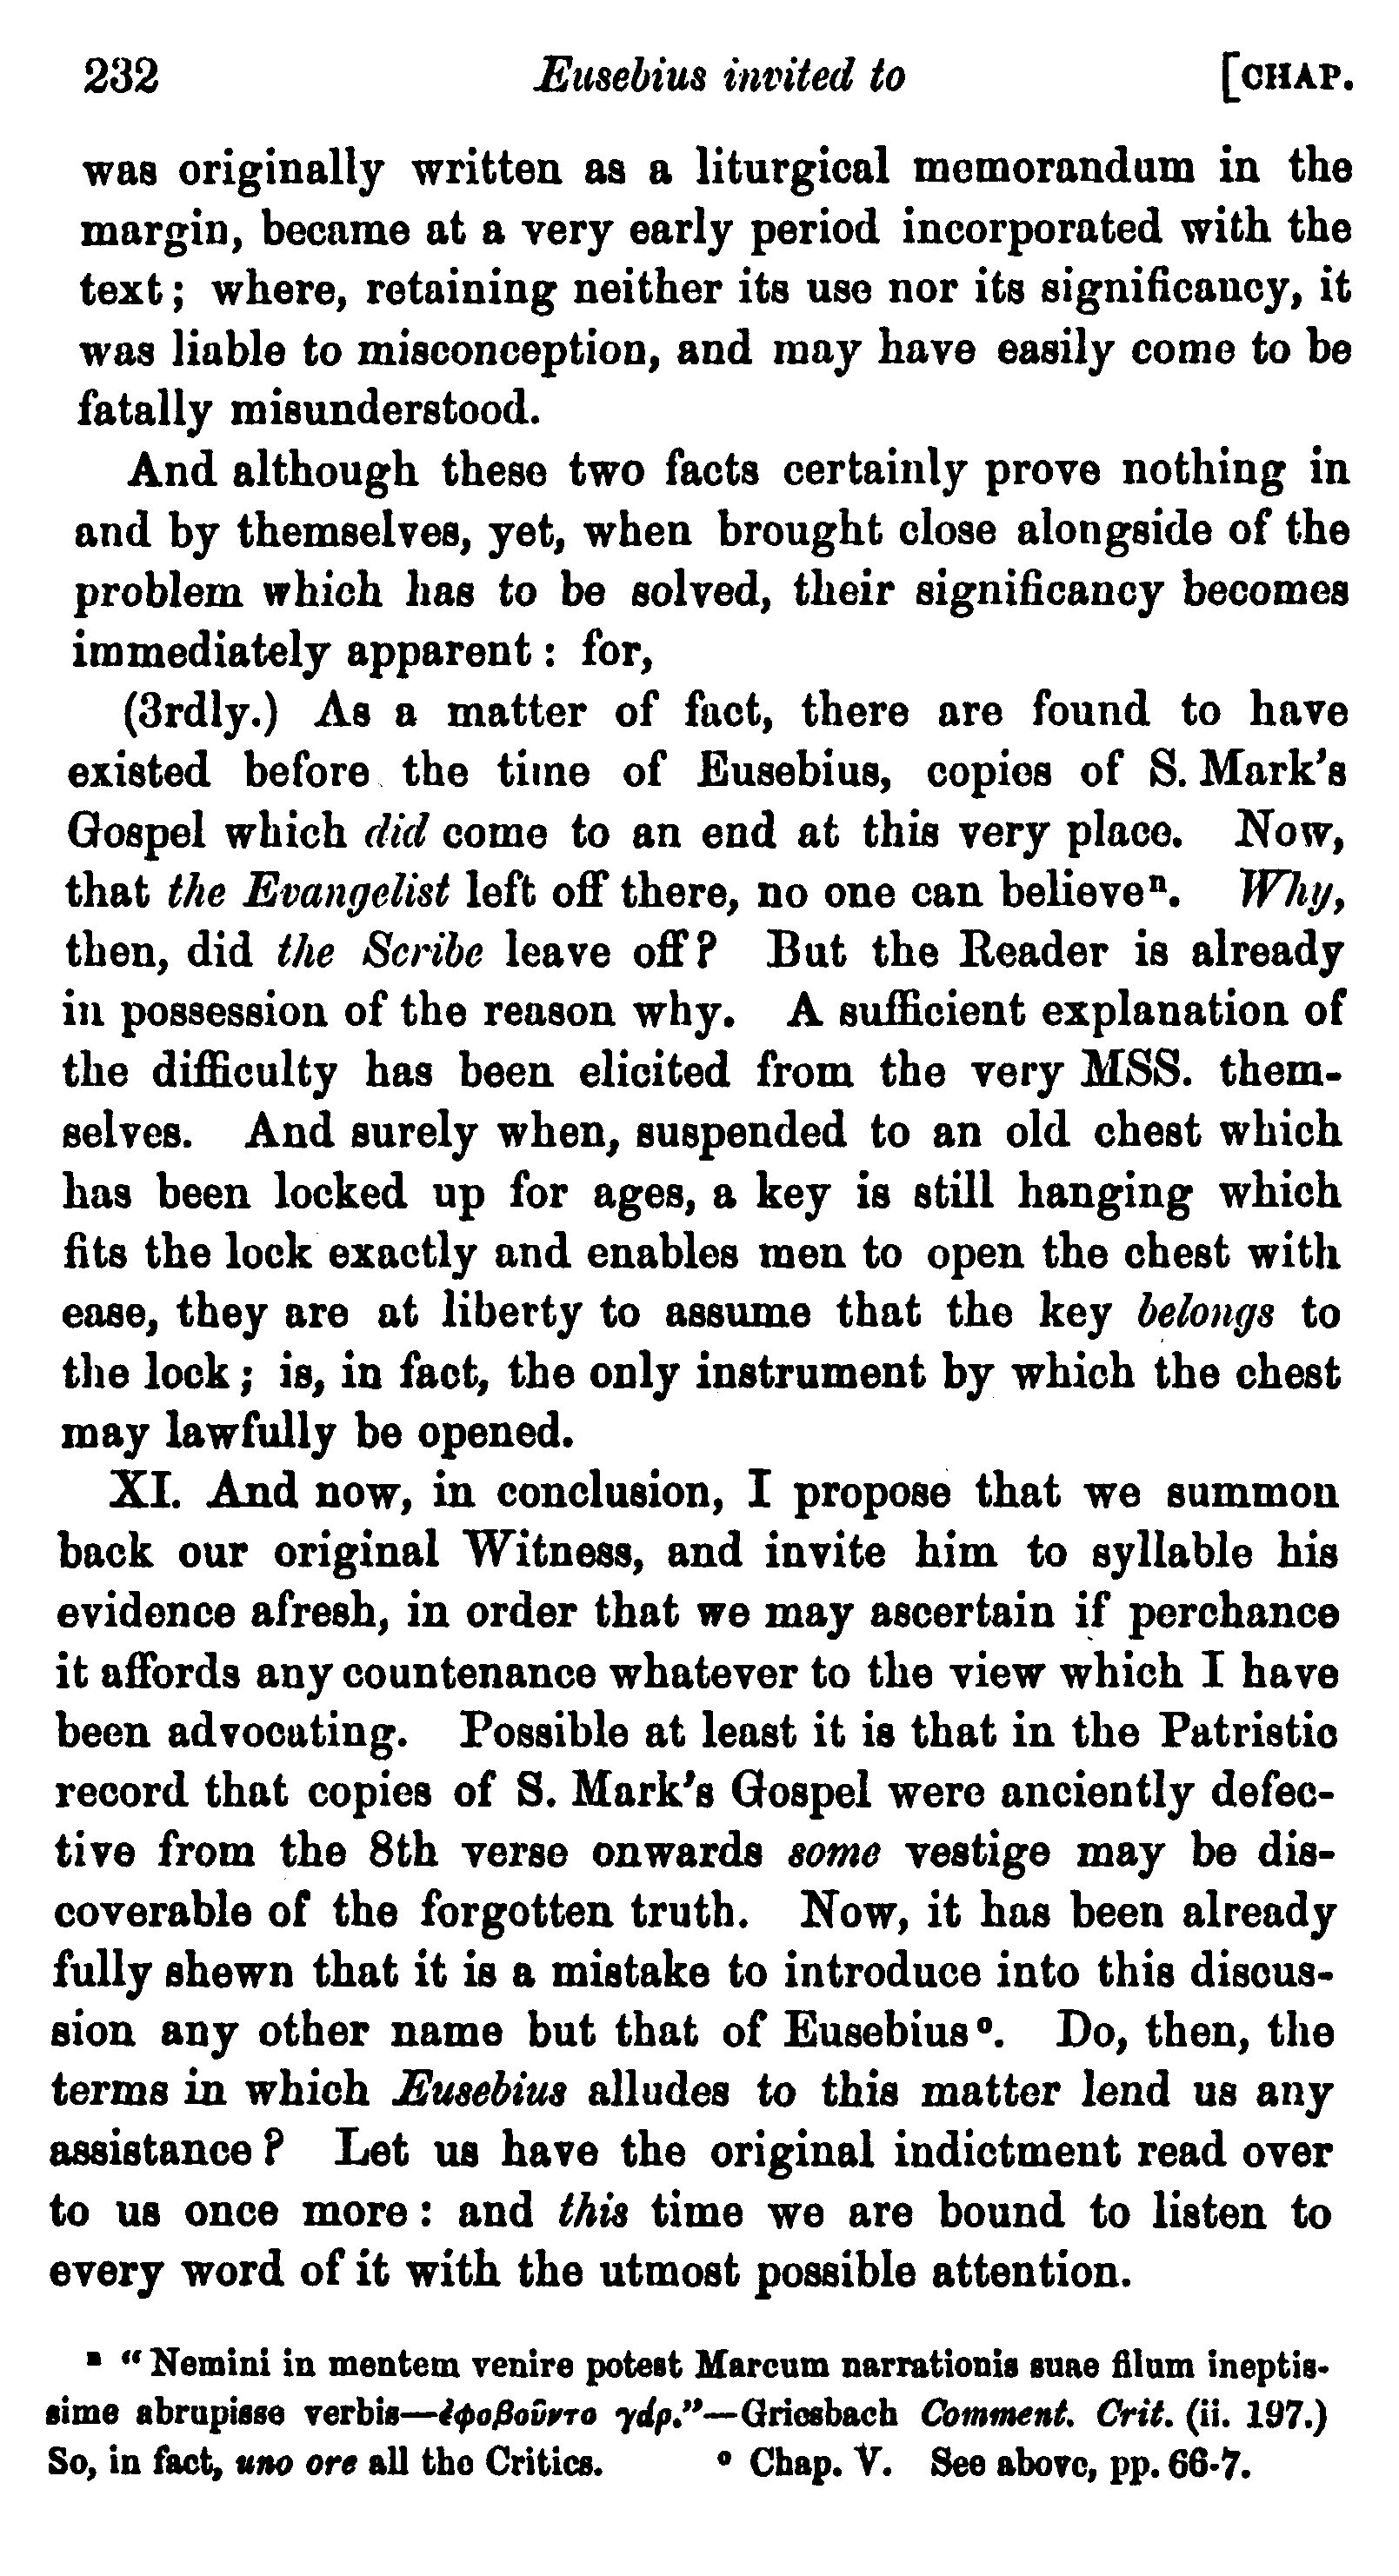 232 Eusebius invited to [CHAP.
was originally written as a liturgical memorandum in the
margin, became at a very early period incorporated with the
text; where, retaining neither its use nor its significancy, it
was liable to misconception, and may have easily come to be
fatally misunderstood.
And although these two facts certainly prove nothing in
and by themselves, yet, when brought close alongside of the
problem which has to be solved, their significancy becomes
immediately apparent: for,
(3rdly.) As a matter of fact, there are found to have
existed before the time of Eusebius, copies of S. Mark's
Gospel which did come to an end at this very place. Now,
that the Evangelist left off there, no one can believeⁿ. Why,
then, did the Scribe leave off? But the Reader is already
in possession of the reason why. A sufficient explanation of
the difficulty has been elicited from the very MSS. them-
selves. And surely when, suspended to an old chest which
has been locked up for ages, a key is still hanging which
fits the lock exactly and enables men to open the chest with
ease, they are at liberty to assume that the key belongs to
the lock; is, in fact, the only instrument by which the chest
may lawfully be opened.
XI. And now, in conclusion, I propose that we summon
back our original Witness, and invite him to syllable his
evidence afresh, in order that we may ascertain if perchance
it affords any countenance whatever to the view which I have
been advocating. Possible at least it is that in the Patristic
record that copies of S. Mark's Gospel were anciently defec-
tive from the 8th verse onwards some vestige may be dis-
coverable of the forgotten truth. Now, it has been already
fully shewn that it is a mistake to introduce into this discus-
sion any other name but that of Eusebiusᵒ. Do, then, the
terms in which Eusebius alludes to this matter lend us any
assistance? Let us have the original indictment read over
to us once more: and this time we are bound to listen to
every word of it with the utmost possible attention.
ⁿ "Nemini in mentem venire potest Marcum narrationis suae filum ineptis-
sime abrupisse verbis—ἐφοβοῦντο γάρ."—Griesbach Comment. Crit. (ii. 197.)
So, in fact, uno ore all the Critics. ᵒ Chap. V. See above, pp. 66-7.